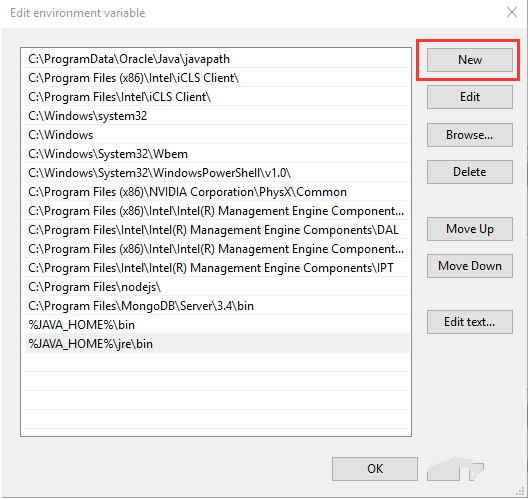 Edit environment variable
C:\ProgramData\Oracle\Java\javapath
New
C:\Program Files (x86)\Intel\iCLS Client\
C:\Program Files\Intel\iCLS Client\
Edit
C:\Windows\system32
C:\Windows
Browse...
C:\Windows\System32\Wbem
C:\Windows\System32\WindowsPowerShell\v1.0\
Delete
C:\Program Files (x86)\NVIDIA Corporation\PhysX\Common
C:\Program Files (x86)\Intel\Intel(R) Management Engine Component...
C:\Program Files\Intel\Intel(R) Management Engine Components\DAL
Move Up
C:\Program Files (x86)\Intel\Intel(R) Management Engine Component...
C:\Program Files\Intel\Intel(R) Management Engine Components\IPT
Move Down
C:\Program Files\nodejs\
C:\Program Files\MongoDB\Server\3.4\bin
%JAVA_HOME%\bin
Edit text...
%JAVA_HOME%\jre\bin
OK